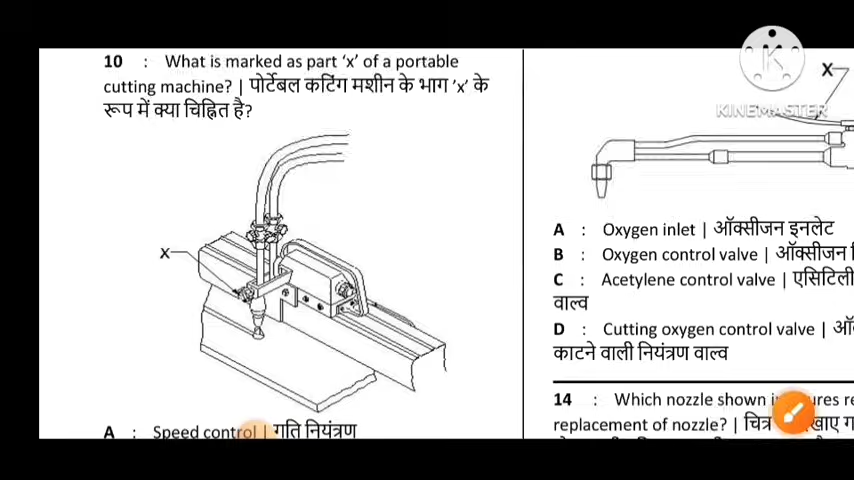 10 : What is marked as part ‘x’ of a portable
cutting machine? | पोर्टेबल कटिंग मशीन के भाग ’x’ के
रूप में क्या चिह्नित है?
X
A : Speed control | गति नियंत्रण
X
KINEMASTER
A : Oxygen inlet | ऑक्सीजन इनलेट
B : Oxygen control valve | ऑक्सीजन
C : Acetylene control valve |
वाल्व
D : Cutting oxygen control valve |
काटने वाली नियंत्रण वाल्व
14 : Which nozzle shown
replacement of nozzle? | चित्र